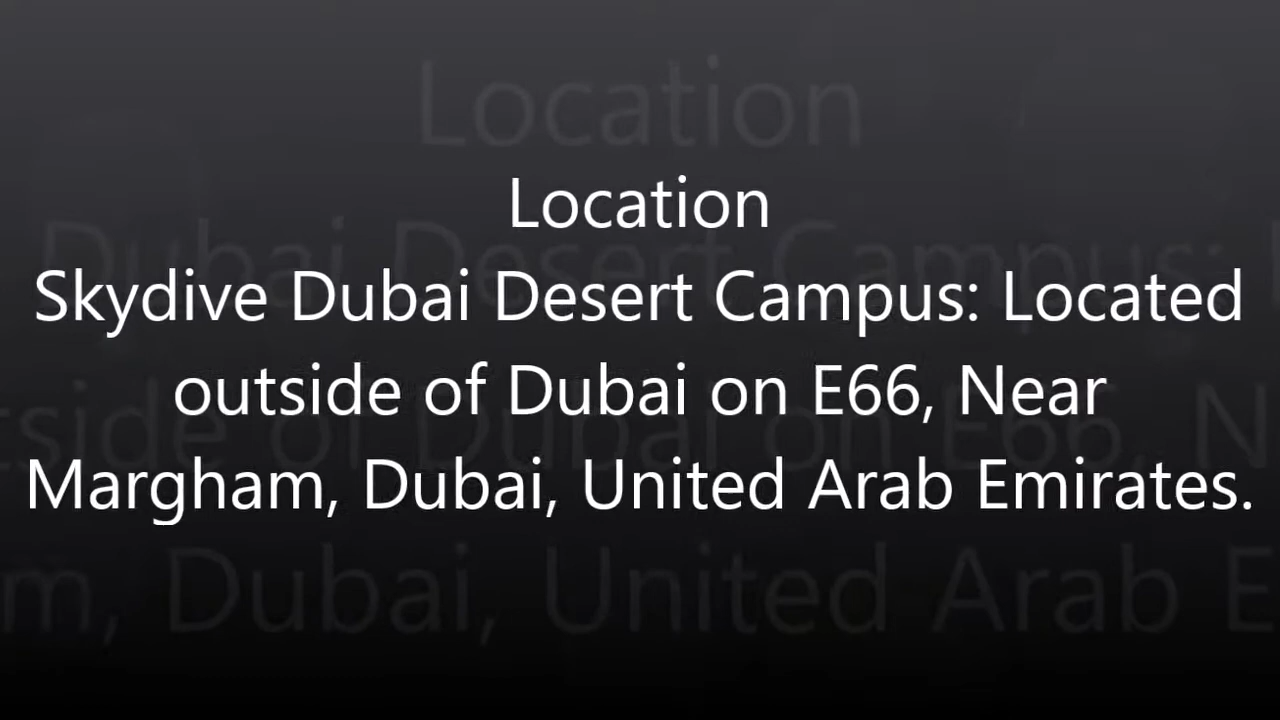 Location
Skydive Dubai Desert Campus: Located
outside of Dubai on E66, Near
Margham, Dubai, United Arab Emirates.